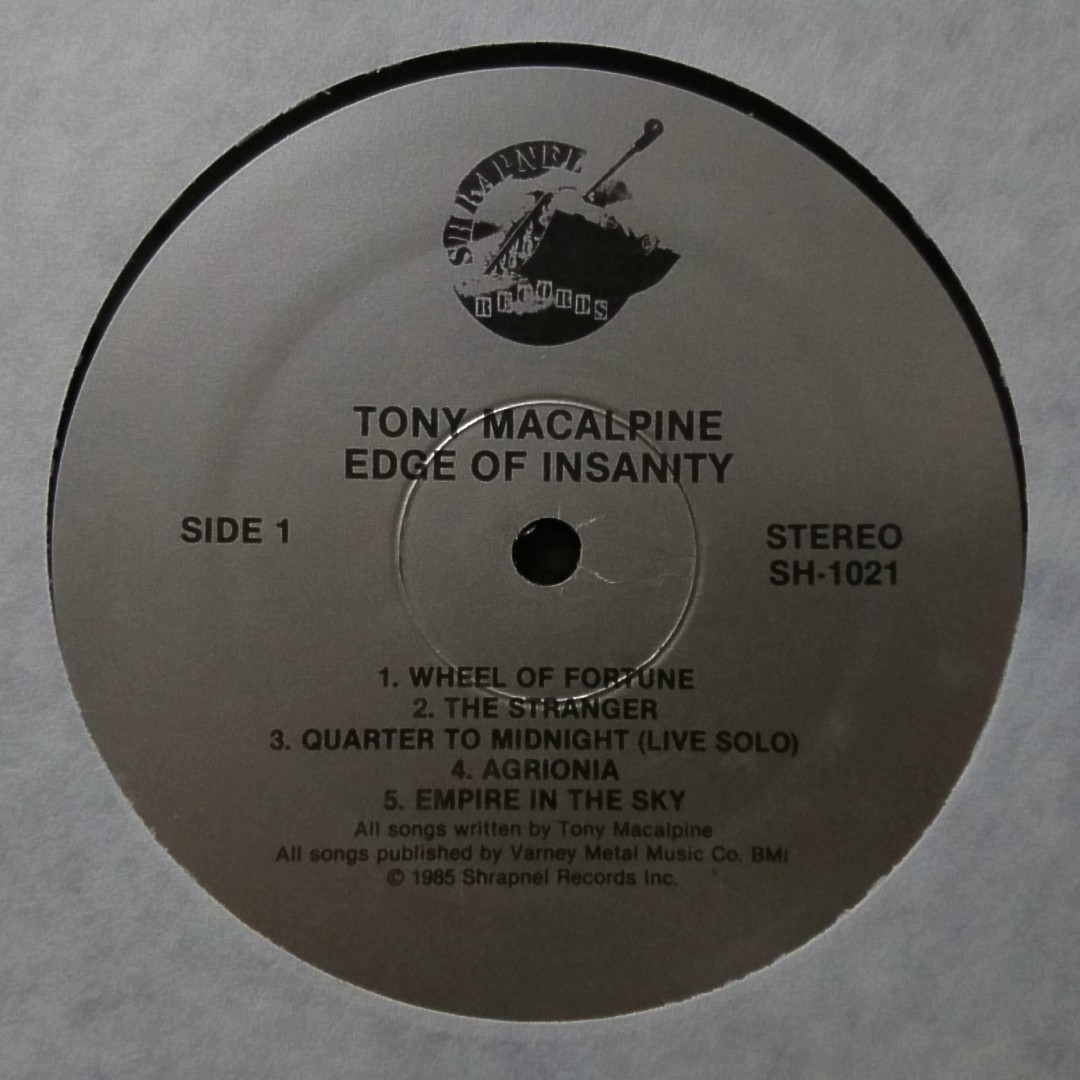 SHRAPNEL
RECORDS
TONY MACALPINE
EDGE OF INSANITY
SIDE 1
STEREO
SH-1021
1. WHEEL OF FORTUNE
2. THE STRANGER
3. QUARTER TO MIDNIGHT (LIVE SOLO)
4. AGRIONIA
5. EMPIRE IN THE SKY
All songs written by Tony Macalpine
All songs published by Varney Metal Music Co. BMI
© 1985 Shrapnel Records Inc.